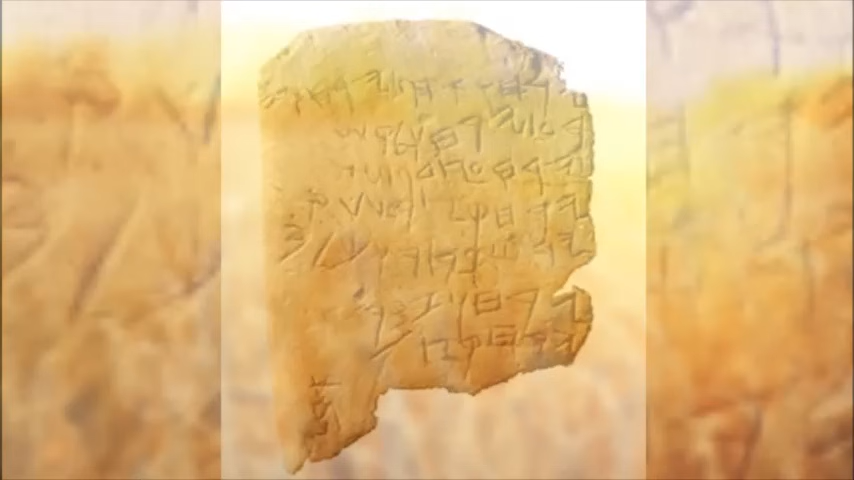 𐤉𐤓𐤇𐤅 𐤀𐤎𐤐 𐤉𐤓𐤇𐤅 𐤆
𐤓𐤏 𐤉𐤓𐤇𐤅 𐤋𐤒𐤔
𐤉𐤓𐤇 𐤏𐤑𐤃 𐤐𐤔𐤕
𐤉𐤓𐤇 𐤒𐤑𐤓 𐤔𐤏𐤓𐤌
𐤉𐤓𐤇 𐤒𐤑𐤓 𐤅𐤊𐤋
𐤉𐤓𐤇𐤅 𐤆𐤌𐤓
𐤉𐤓𐤇 𐤒𐤑